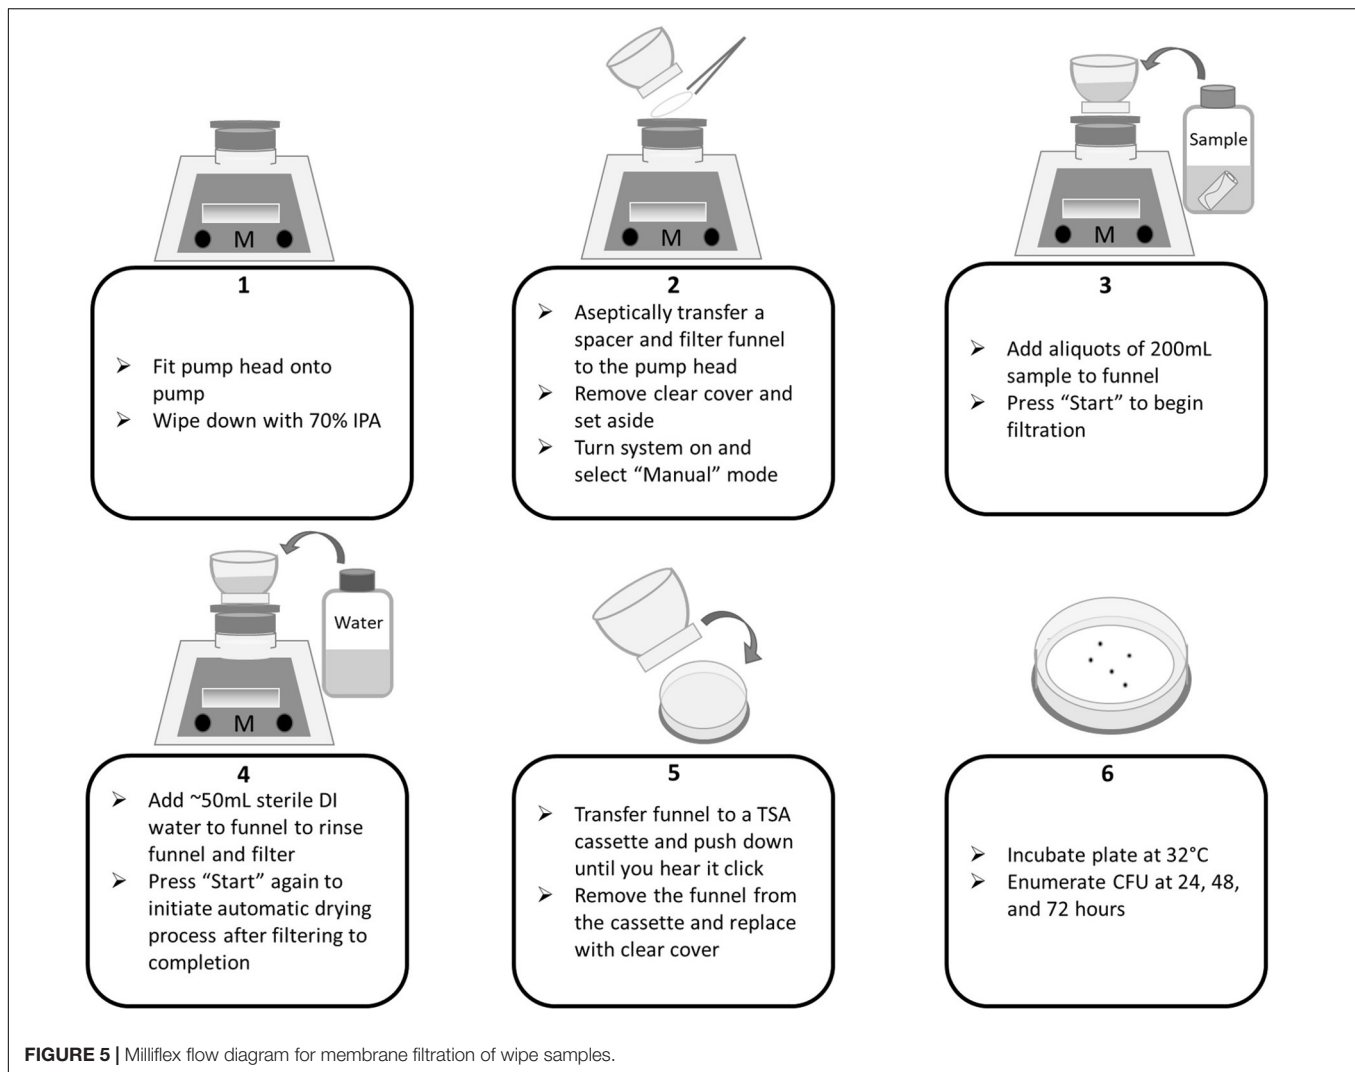 M
M
Sample
M
1
➢ Fit pump head onto
pump
➢ Wipe down with 70% IPA
2
➢ Aseptically transfer a
spacer and filter funnel
to the pump head
➢ Remove clear cover and
set aside
➢ Turn system on and
select “Manual” mode
3
➢ Add aliquots of 200mL
sample to funnel
➢ Press “Start” to begin
filtration
Water
M
4
➢ Add ~50mL sterile DI
water to funnel to rinse
funnel and filter
➢ Press “Start” again to
initiate automatic drying
process after filtering to
completion
5
➢ Transfer funnel to a TSA
cassette and push down
until you hear it click
➢ Remove the funnel from
the cassette and replace
with clear cover
6
➢ Incubate plate at 32°C
➢ Enumerate CFU at 24, 48,
and 72 hours
FIGURE 5 | Milliflex flow diagram for membrane filtration of wipe samples.